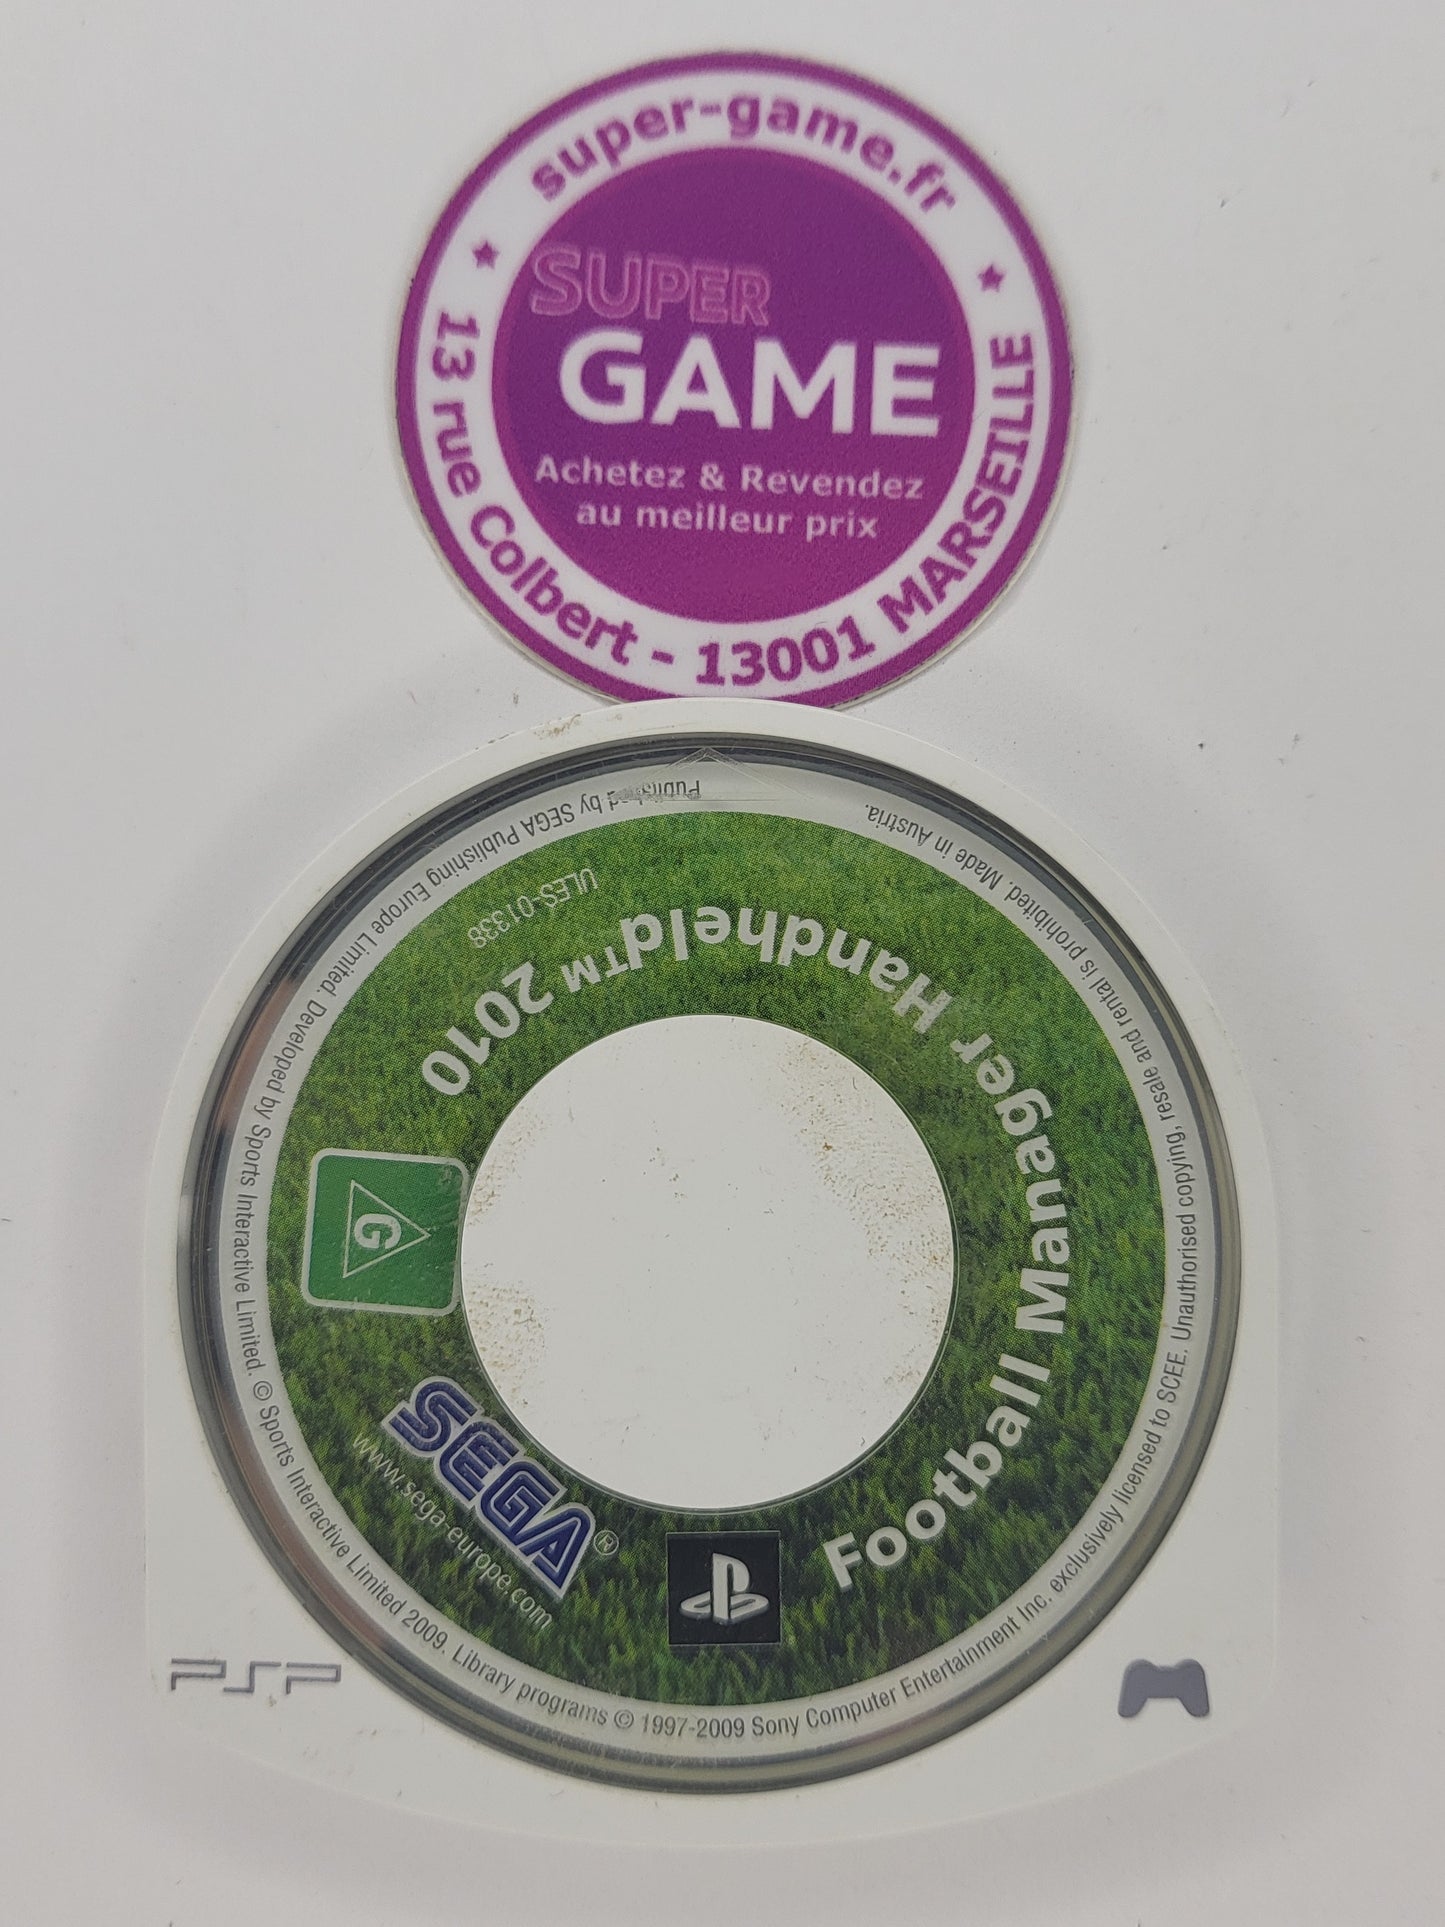 super-game.fr
SUPER
GAME
Achetez & Revendez
au meilleur prix
13 rue Colbert - 13001 MARSEILLE
Football Manager Handheld™ 2010
ULES-01338
G
SEGA®
www.sega-europe.com
Published by SEGA Publishing Europe Limited. Developed by Sports Interactive Limited. © Sports Interactive Limited 2009. Library programs © 1997-2009 Sony Computer Entertainment Inc. exclusively licensed to SCEE. Unauthorised copying, resale and rental is prohibited. Made in Austria.
PSP